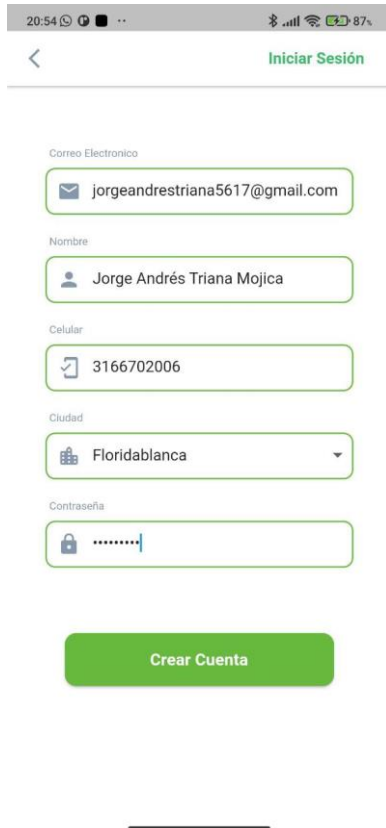 20:54 87%
Iniciar Sesión
Correo Electronico
jorgeandrestriana5617@gmail.com
Nombre
Jorge Andrés Triana Mojica
Celular
3166702006
Ciudad
Floridablanca
Contraseña
•••••••••
Crear Cuenta